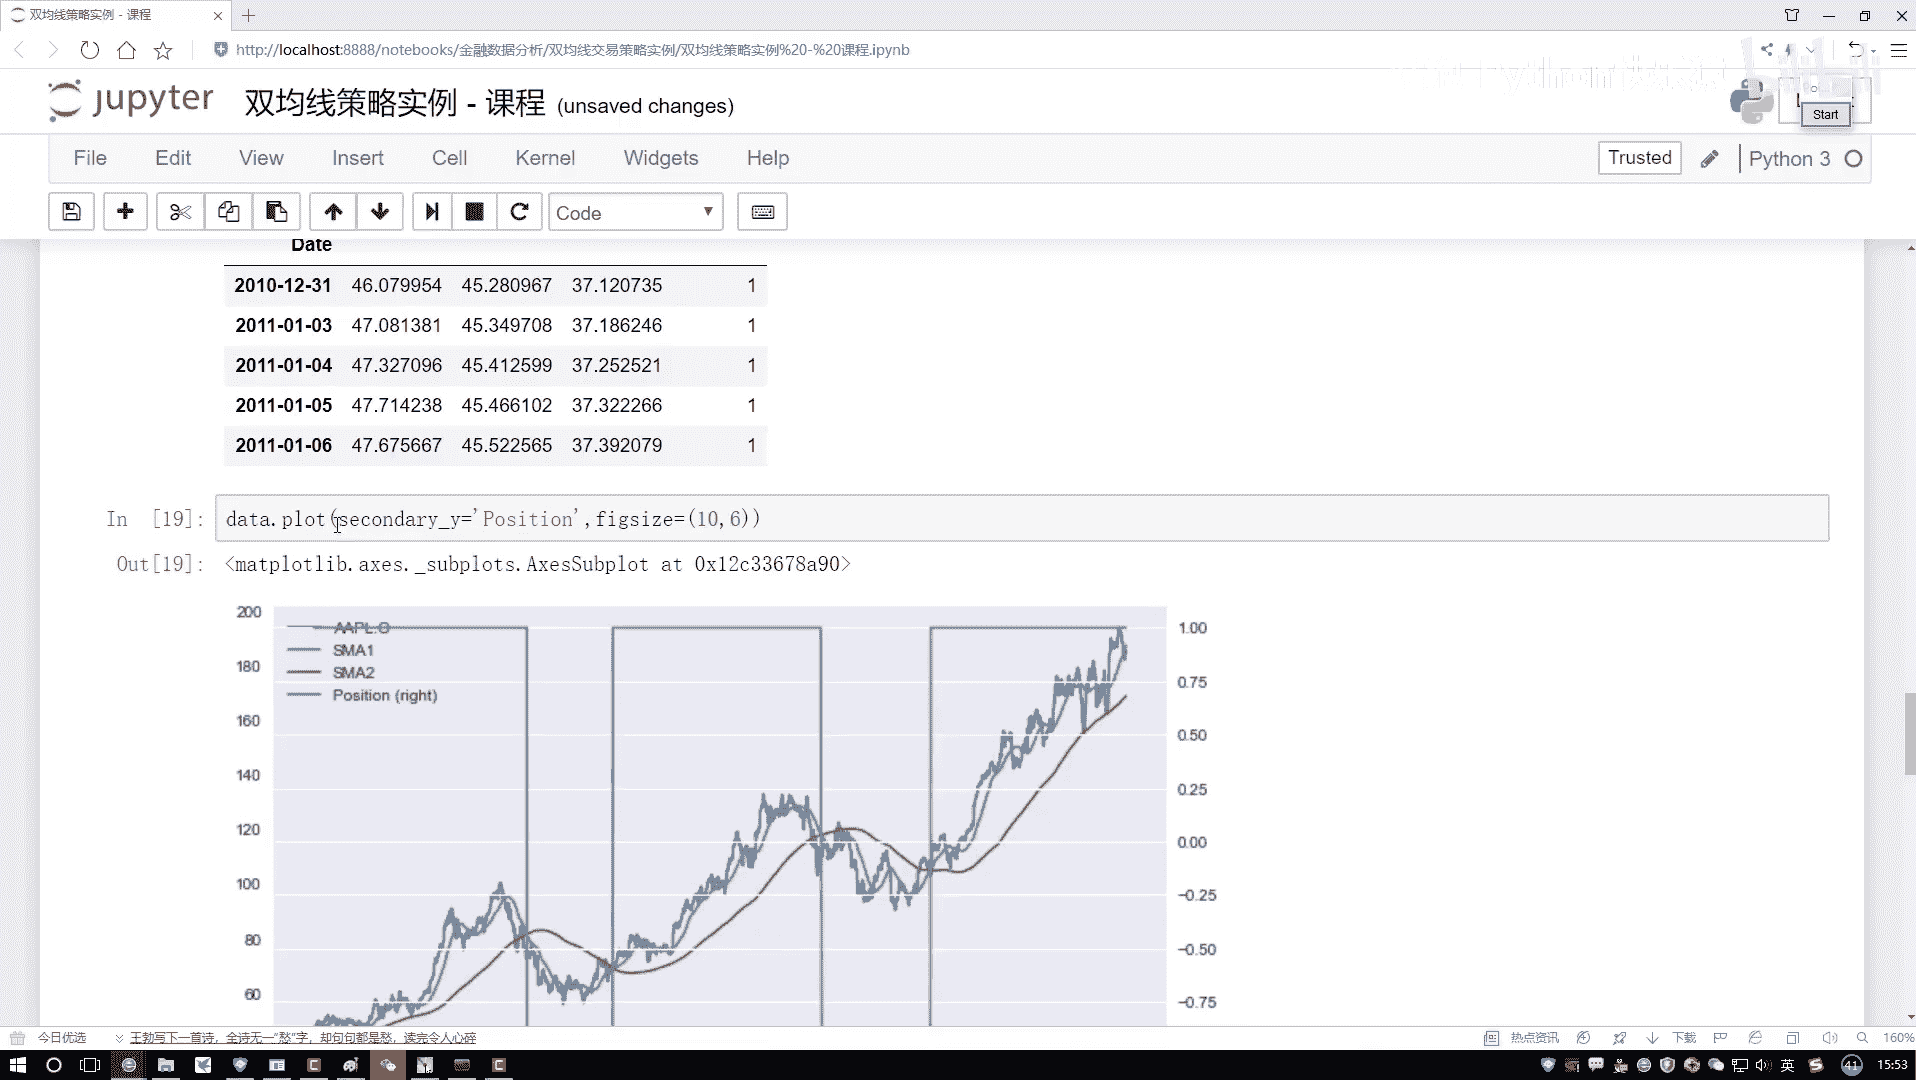 双均线策略实例 - 课程
http://localhost:8888/notebooks/金融数据分析/双均线交易策略实例/双均线策略实例%20-%20课程.ipynb
jupyter 双均线策略实例 - 课程 (unsaved changes)
Start
File Edit View Insert Cell Kernel Widgets Help Trusted Python 3
Code
Date
2010-12-31 46.079954 45.280967 37.120735 1
2011-01-03 47.081381 45.349708 37.186246 1
2011-01-04 47.327096 45.412599 37.252521 1
2011-01-05 47.714238 45.466102 37.322266 1
2011-01-06 47.675667 45.522565 37.392079 1
In [19]: data.plot(secondary_y='Position',figsize=(10,6))
Out[19]: <matplotlib.axes._subplots.AxesSubplot at 0x12c33678a90>
200
180
160
140
120
100
80
60
AAPL.O
SMA1
SMA2
Position (right)
1.00
0.75
0.50
0.25
0.00
−0.25
−0.50
−0.75
今日优选 王勃写下一首诗，全诗无一“愁”字，却句句都是愁，读完令人心碎 热点资讯 下载 160%
英 41 15:53